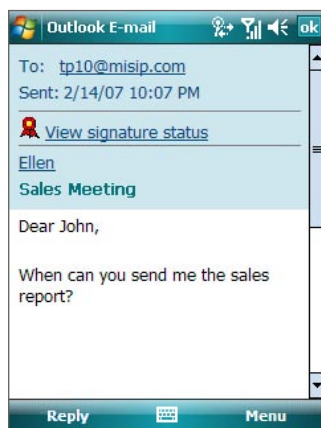 Outlook E-mail
ok
To: tp10@misip.com
Sent: 2/14/07 10:07 PM
View signature status
Ellen
Sales Meeting
Dear John,
When can you send me the sales
report?
Reply
Menu